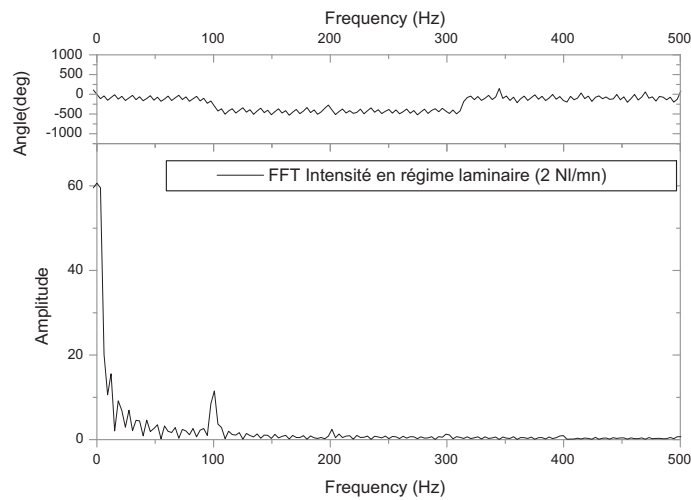 Frequency (Hz)
0 100 200 300 400 500
1000
500
0
-500
-1000
Angle(deg)
FFT Intensité en régime laminaire (2 Nl/mn)
60
40
20
0
Amplitude
0 100 200 300 400 500
Frequency (Hz)